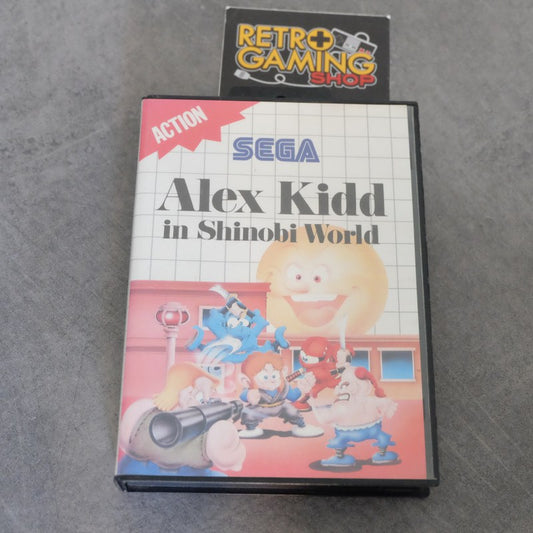 RETRO
GAMING
SHOP
ACTION
SEGA
Alex Kidd
in Shinobi World